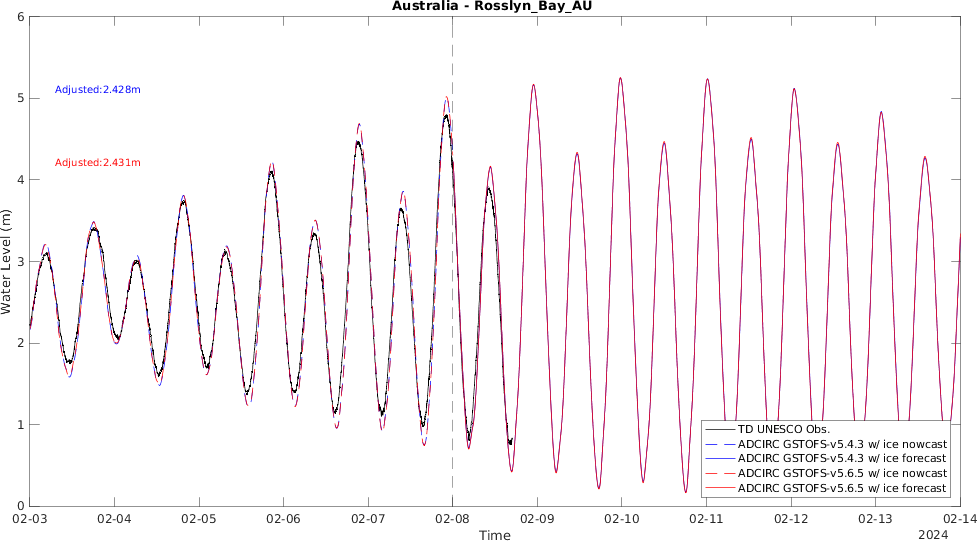 Australia - Rosslyn_Bay_AU
6
5
4
3
2
1
0
Water Level (m)
Adjusted:2.428m
Adjusted:2.431m
TD UNESCO Obs.
ADCIRC GSTOFS-v5.4.3 w/ ice nowcast
ADCIRC GSTOFS-v5.4.3 w/ ice forecast
ADCIRC GSTOFS-v5.6.5 w/ ice nowcast
ADCIRC GSTOFS-v5.6.5 w/ ice forecast
02-03 02-04 02-05 02-06 02-07 02-08 02-09 02-10 02-11 02-12 02-13 02-14
Time
2024